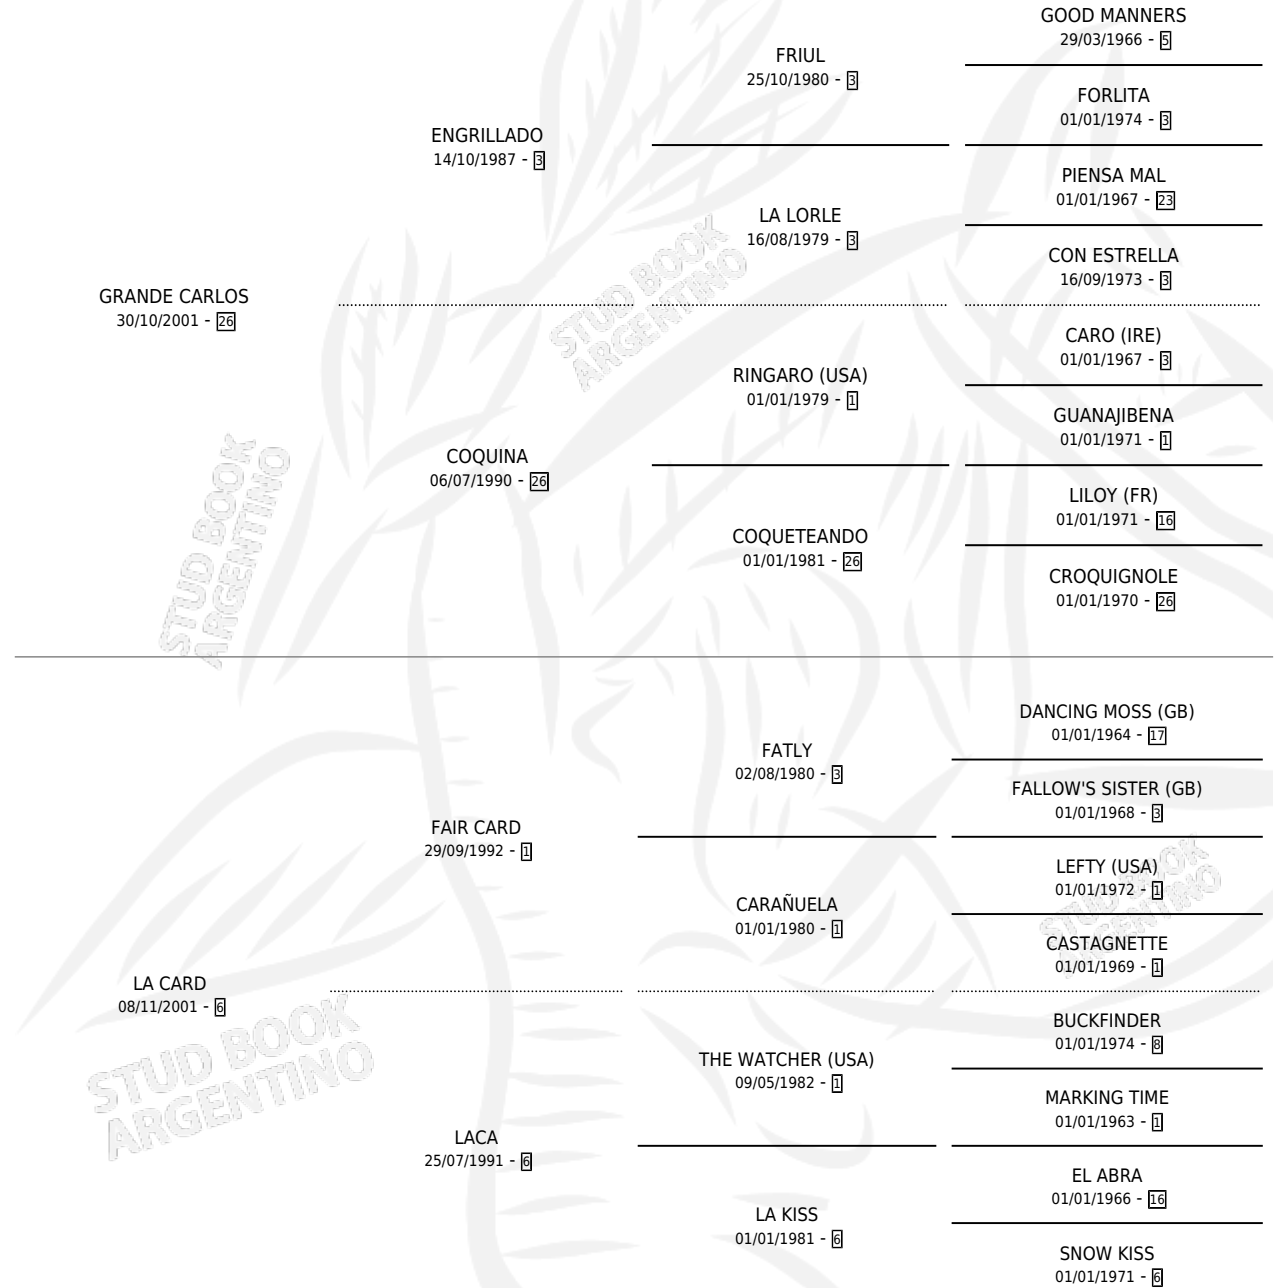 GOOD MANNERS
29/03/1966 - 5
FRIUL
25/10/1980 - 3
FORLITA
01/01/1974 - 3
ENGRILLADO
14/10/1987 - 3
PIENSA MAL
01/01/1967 - 23
LA LORLE
16/08/1979 - 3
CON ESTRELLA
16/09/1973 - 3
GRANDE CARLOS
30/10/2001 - 26
STUD BOOK
ARGENTINO
CARO (IRE)
01/01/1967 - 3
RINGARO (USA)
01/01/1979 - 1
GUANAJIBENA
01/01/1971 - 1
COQUINA
06/07/1990 - 26
LILOY (FR)
01/01/1971 - 16
COQUETEANDO
01/01/1981 - 26
CROQUIGNOLE
01/01/1970 - 26
STUD BOOK
ARGENTINO
DANCING MOSS (GB)
01/01/1964 - 17
FATLY
02/08/1980 - 3
FALLOW'S SISTER (GB)
01/01/1968 - 3
FAIR CARD
29/09/1992 - 1
LEFTY (USA)
01/01/1972 - 1
CARAÑUELA
01/01/1980 - 1
STUD BOOK
ARGENTINO
CASTAGNETTE
01/01/1969 - 1
LA CARD
08/11/2001 - 6
BUCKFINDER
01/01/1974 - 8
THE WATCHER (USA)
09/05/1982 - 1
MARKING TIME
01/01/1963 - 1
STUD BOOK
ARGENTINO
LACA
25/07/1991 - 6
EL ABRA
01/01/1966 - 16
LA KISS
01/01/1981 - 6
SNOW KISS
01/01/1971 - 6